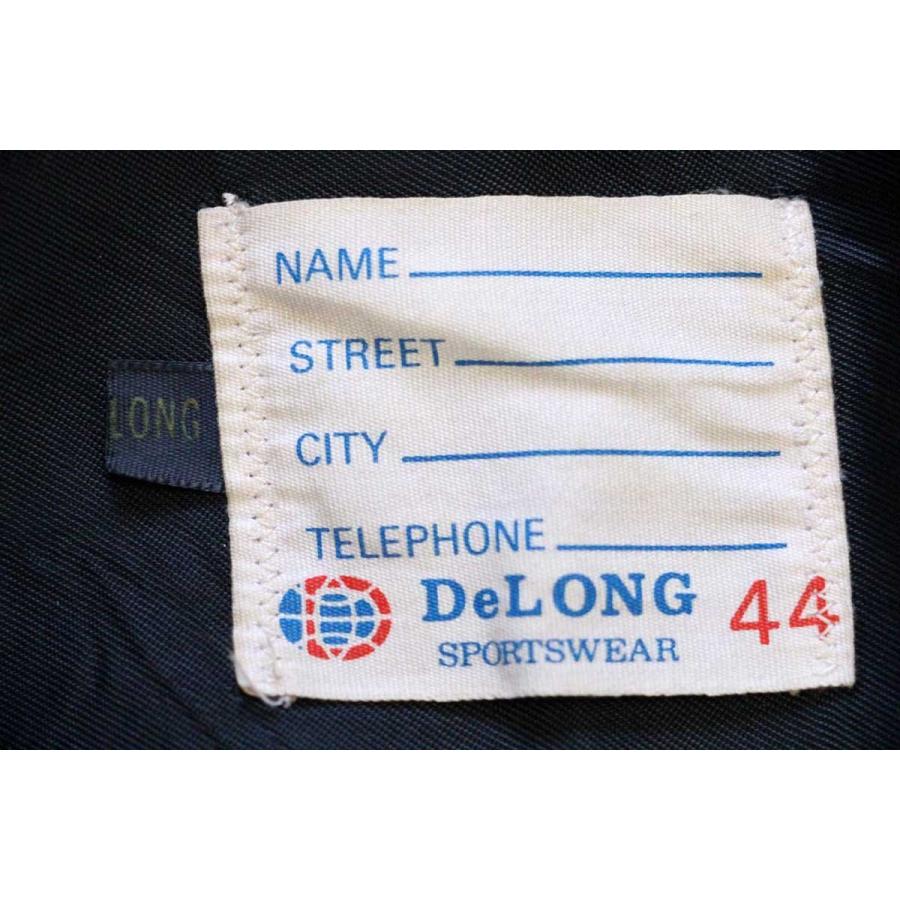 NAME
STREET
CITY
TELEPHONE
DeLONG 44
SPORTSWEAR
LONG